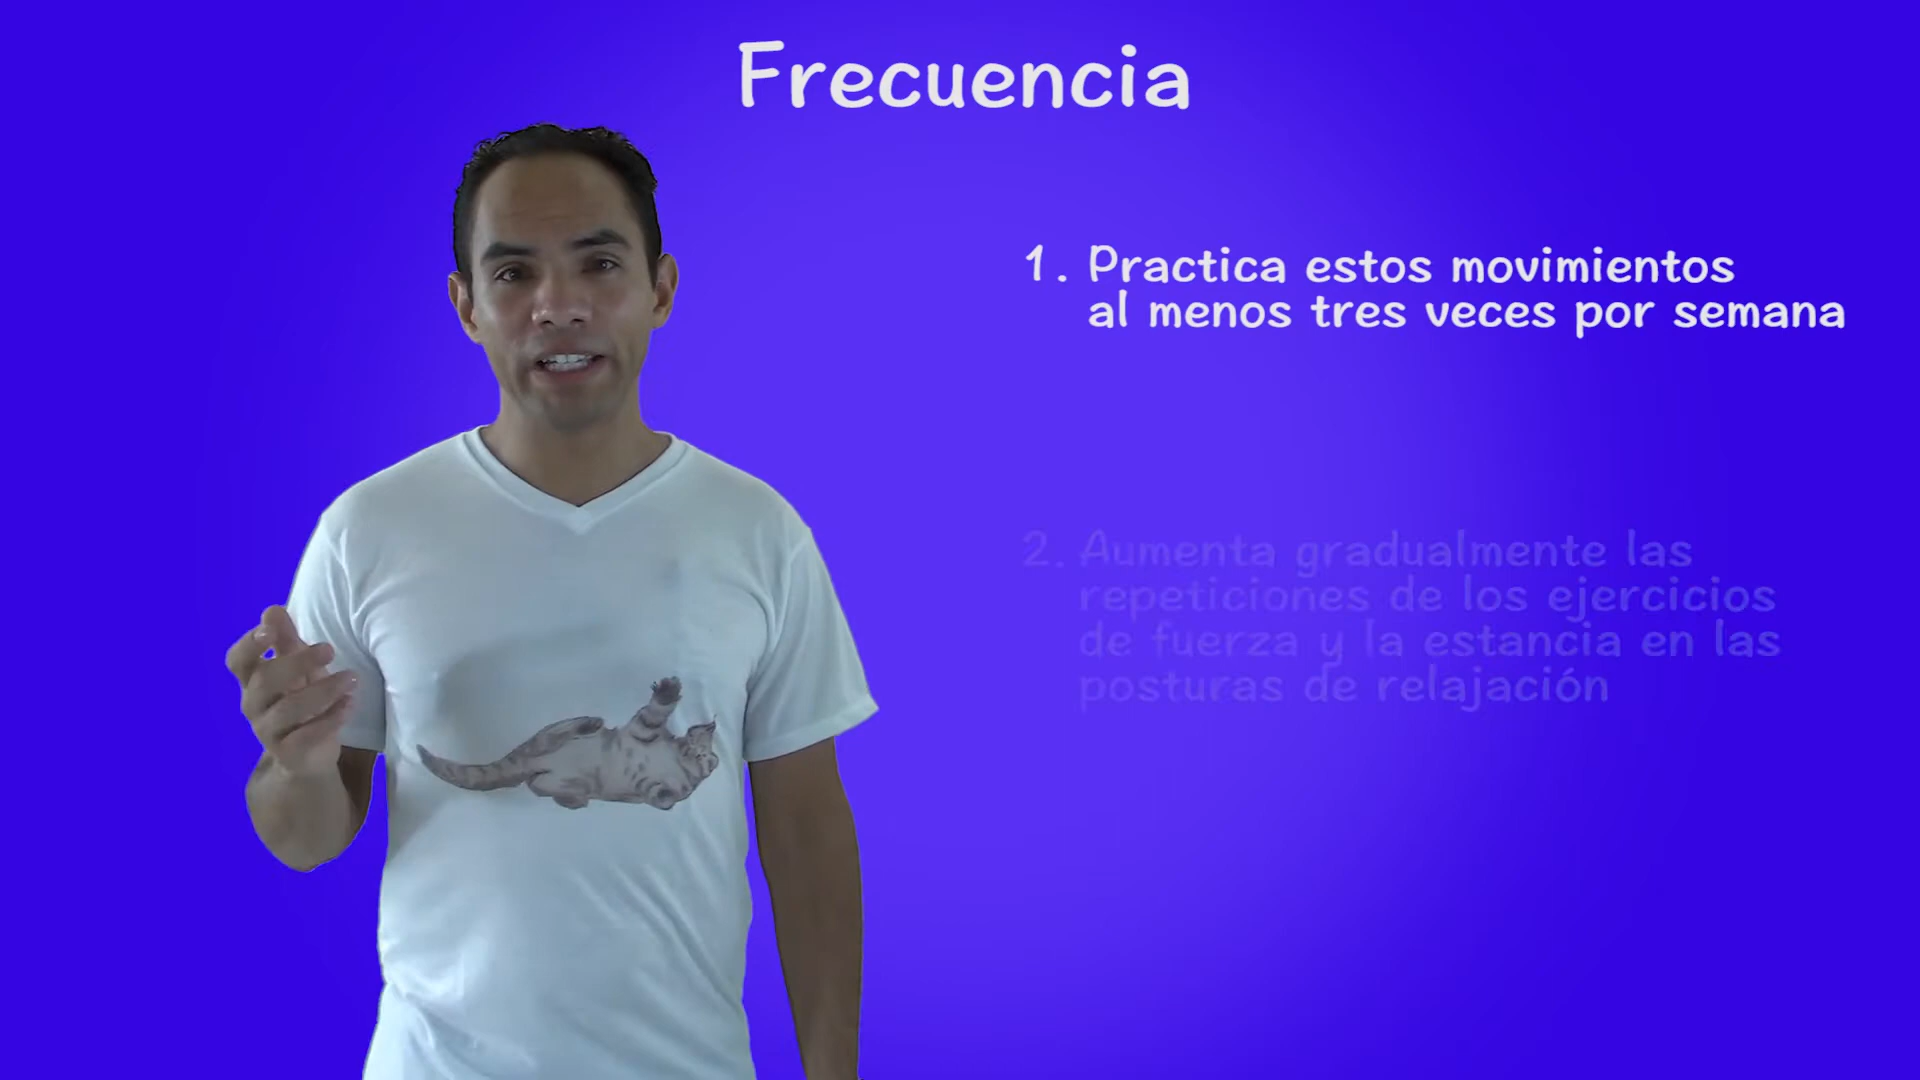 Frecuencia
1. Practica estos movimientos
al menos tres veces por semana
2. Aumenta gradualmente las
repeticiones de los ejercicios
de fuerza y la estancia en las
posturas de relajación